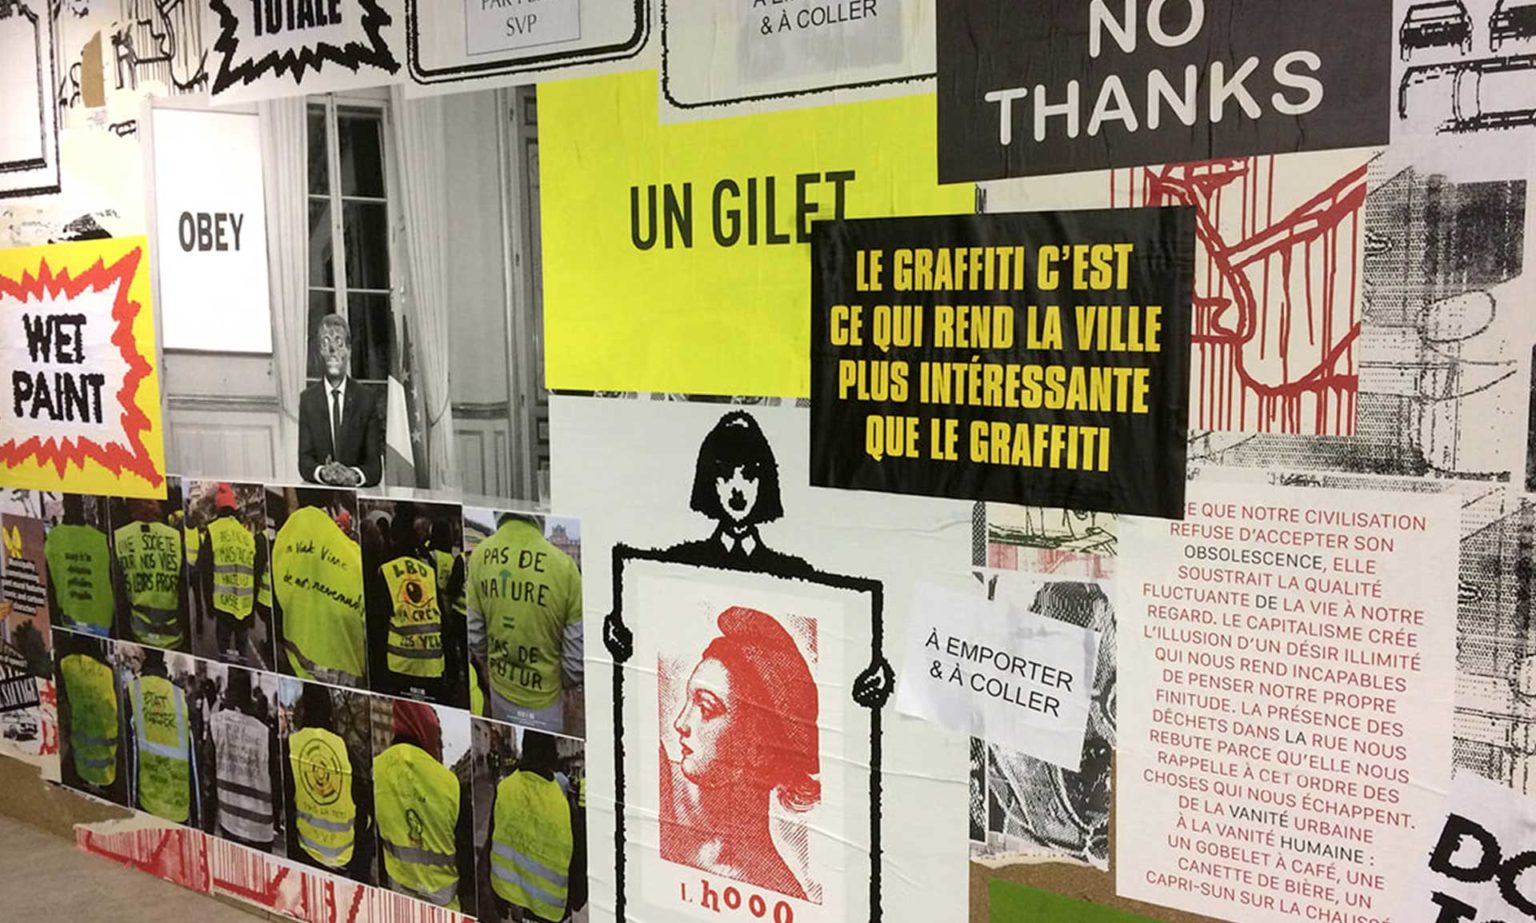 TOTALE
SVP
& À COLLER
NO
THANKS
OBEY
UN GILET
WET
PAINT
LE GRAFFITI C'EST
CE QUI REND LA VILLE
PLUS INTÉRESSANTE
QUE LE GRAFFITI
PAS DE
NATURE
PAS DE
FUTUR
LBD
À EMPORTER
& À COLLER
CE QUE NOTRE CIVILISATION
REFUSE D'ACCEPTER SON
OBSOLESCENCE, ELLE
SOUSTRAIT LA QUALITÉ
FLUCTUANTE DE LA VIE À NOTRE
REGARD. LE CAPITALISME CRÉE
L'ILLUSION D'UN DÉSIR ILLIMITÉ
QUI NOUS REND INCAPABLES
DE PENSER NOTRE PROPRE
FINITUDE. LA PRÉSENCE DES
DÉCHETS DANS LA RUE NOUS
REBUTE PARCE QU'ELLE NOUS
RAPPELLE À CET ORDRE DES
CHOSES QUI NOUS ÉCHAPPENT.
DE LA VANITÉ URBAINE
À LA VANITÉ HUMAINE :
UN GOBELET À CAFÉ, UNE
CANETTE DE BIÈRE, UN
CAPRI-SUN SUR LA CHAUSSÉ
SVP
L hooo
DO